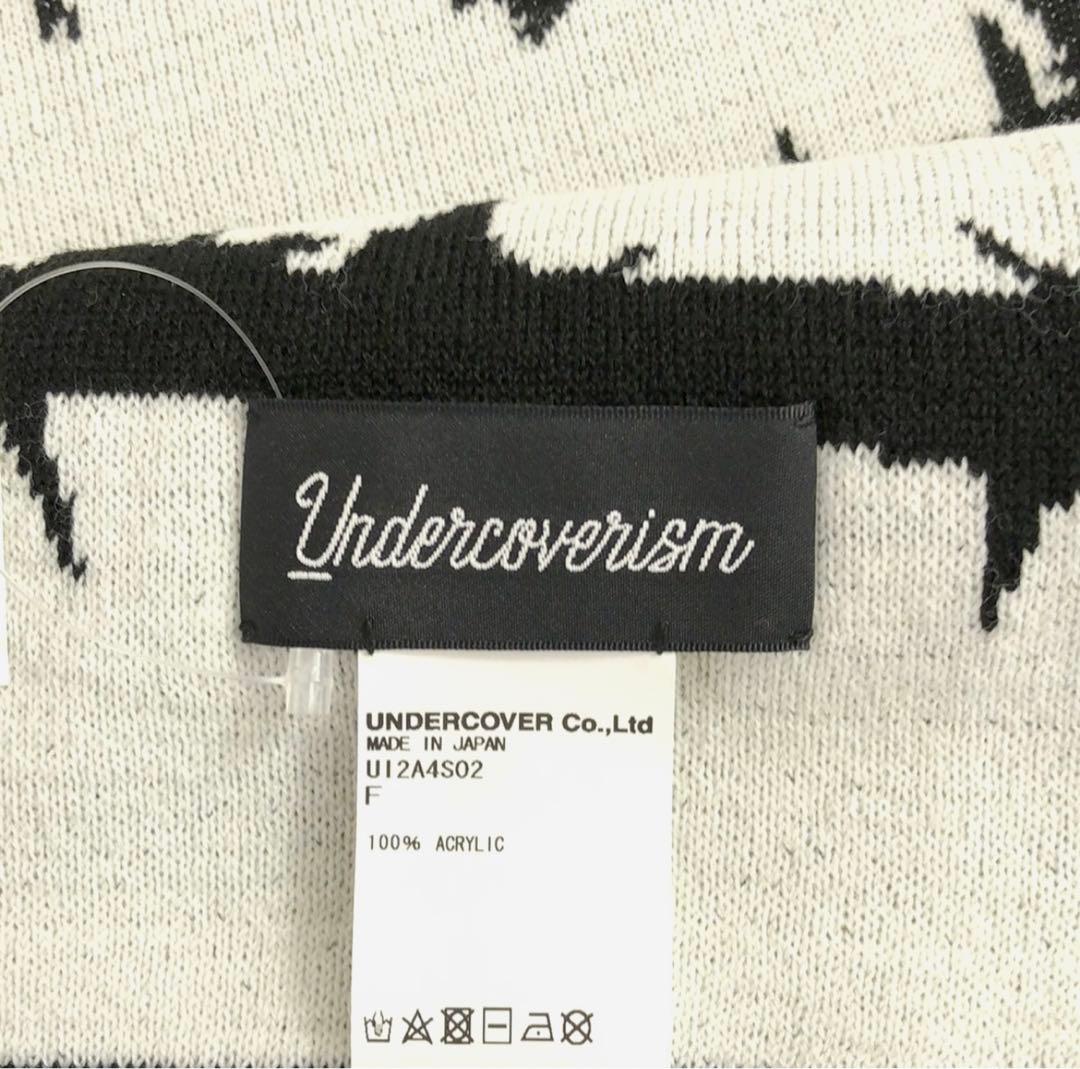 Undercoverism
UNDERCOVER Co.,Ltd
MADE IN JAPAN
UI2A4S02
F
100% ACRYLIC